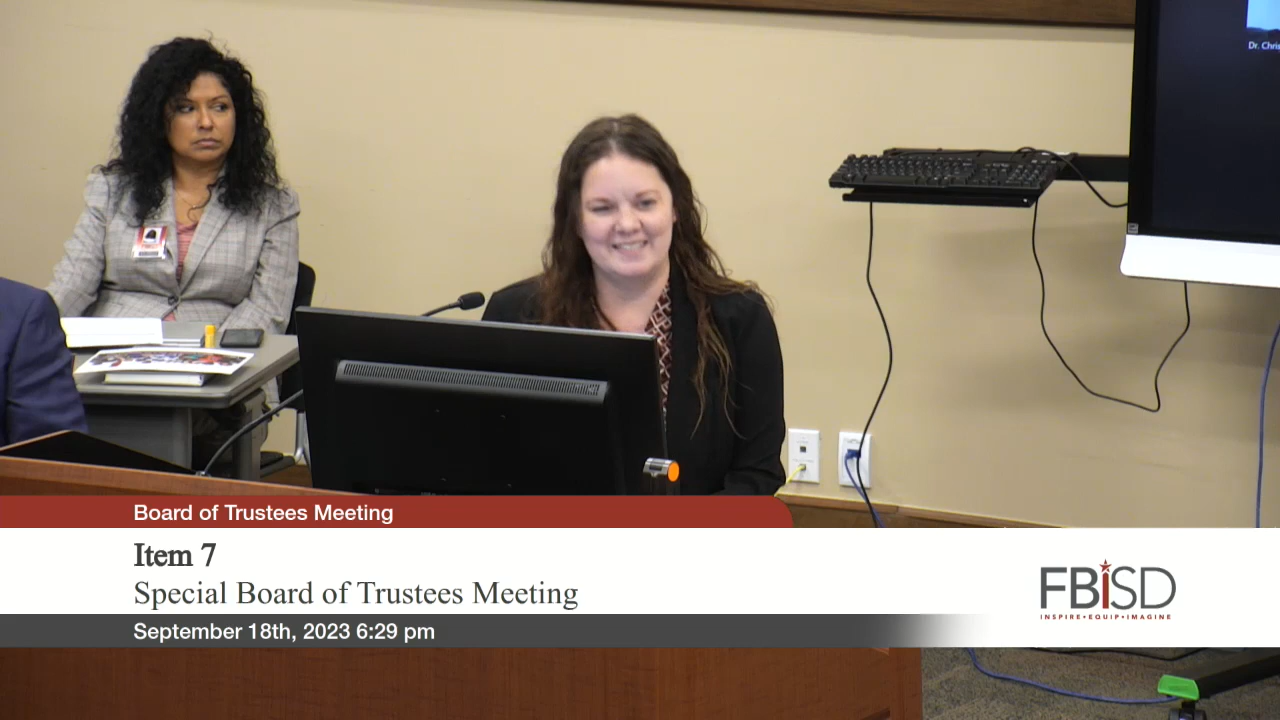 Dr. Chris
Board of Trustees Meeting
Item 7
Special Board of Trustees Meeting
FBiSD
INSPIRE•EQUIP•IMAGINE
September 18th, 2023 6:29 pm